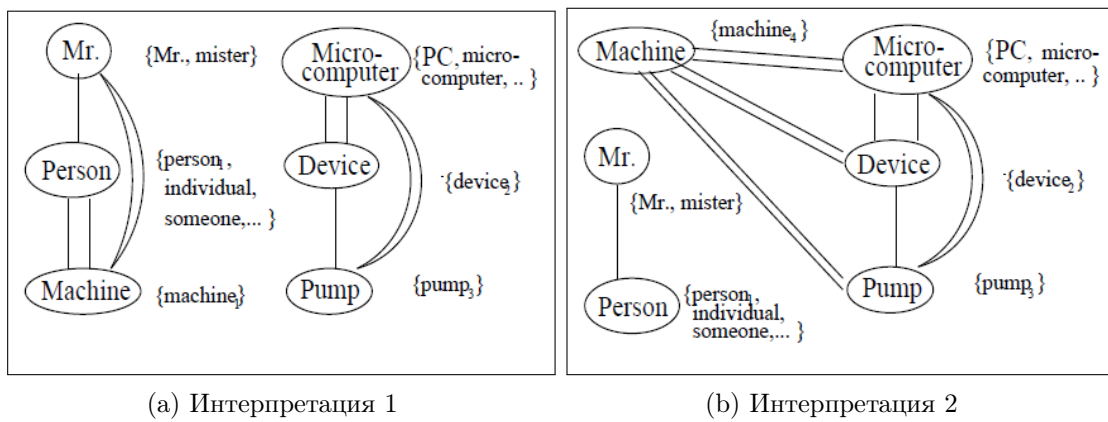 Mr.
{Mr., mister}
Micro-
computer
{PC, micro-
computer, .. }
Person
{person₁,
individual,
someone,... }
Device
{device₂}
Machine
{machine₁}
Pump
{pump₃}
Machine
{machine₄}
Micro-
computer
{PC, micro-
computer, .. }
Mr.
{Mr., mister}
Device
{device₂}
Person
{person₁,
individual,
someone,... }
Pump
{pump₃}
(a) Интерпретация 1
(b) Интерпретация 2